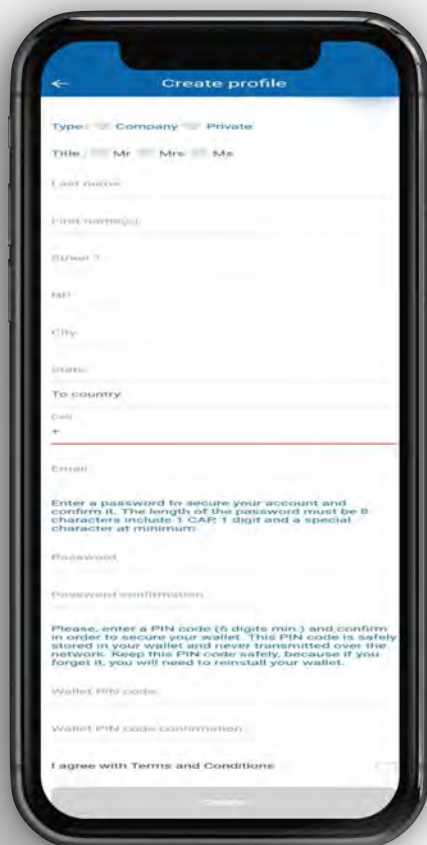 Create profile
Type: Company Private
Title: Mr Mrs Ms
Last name
First name(s)
Street 1
City
State
To country
Cell
+
Email
Enter a password to secure your account and
confirm it. The length of the password must be 8
characters include 1 CAP, 1 digit and a special
character at minimum.
Password
Password confirmation
Please, enter a PIN code (6 digits min.) and confirm
in order to secure your wallet. This PIN code is safely
stored in your wallet and never transmitted over the
network. Keep this PIN code safely, because if you
forget it, you will need to reinstall your wallet.
Wallet PIN code
Wallet PIN code confirmation
I agree with Terms and Conditions